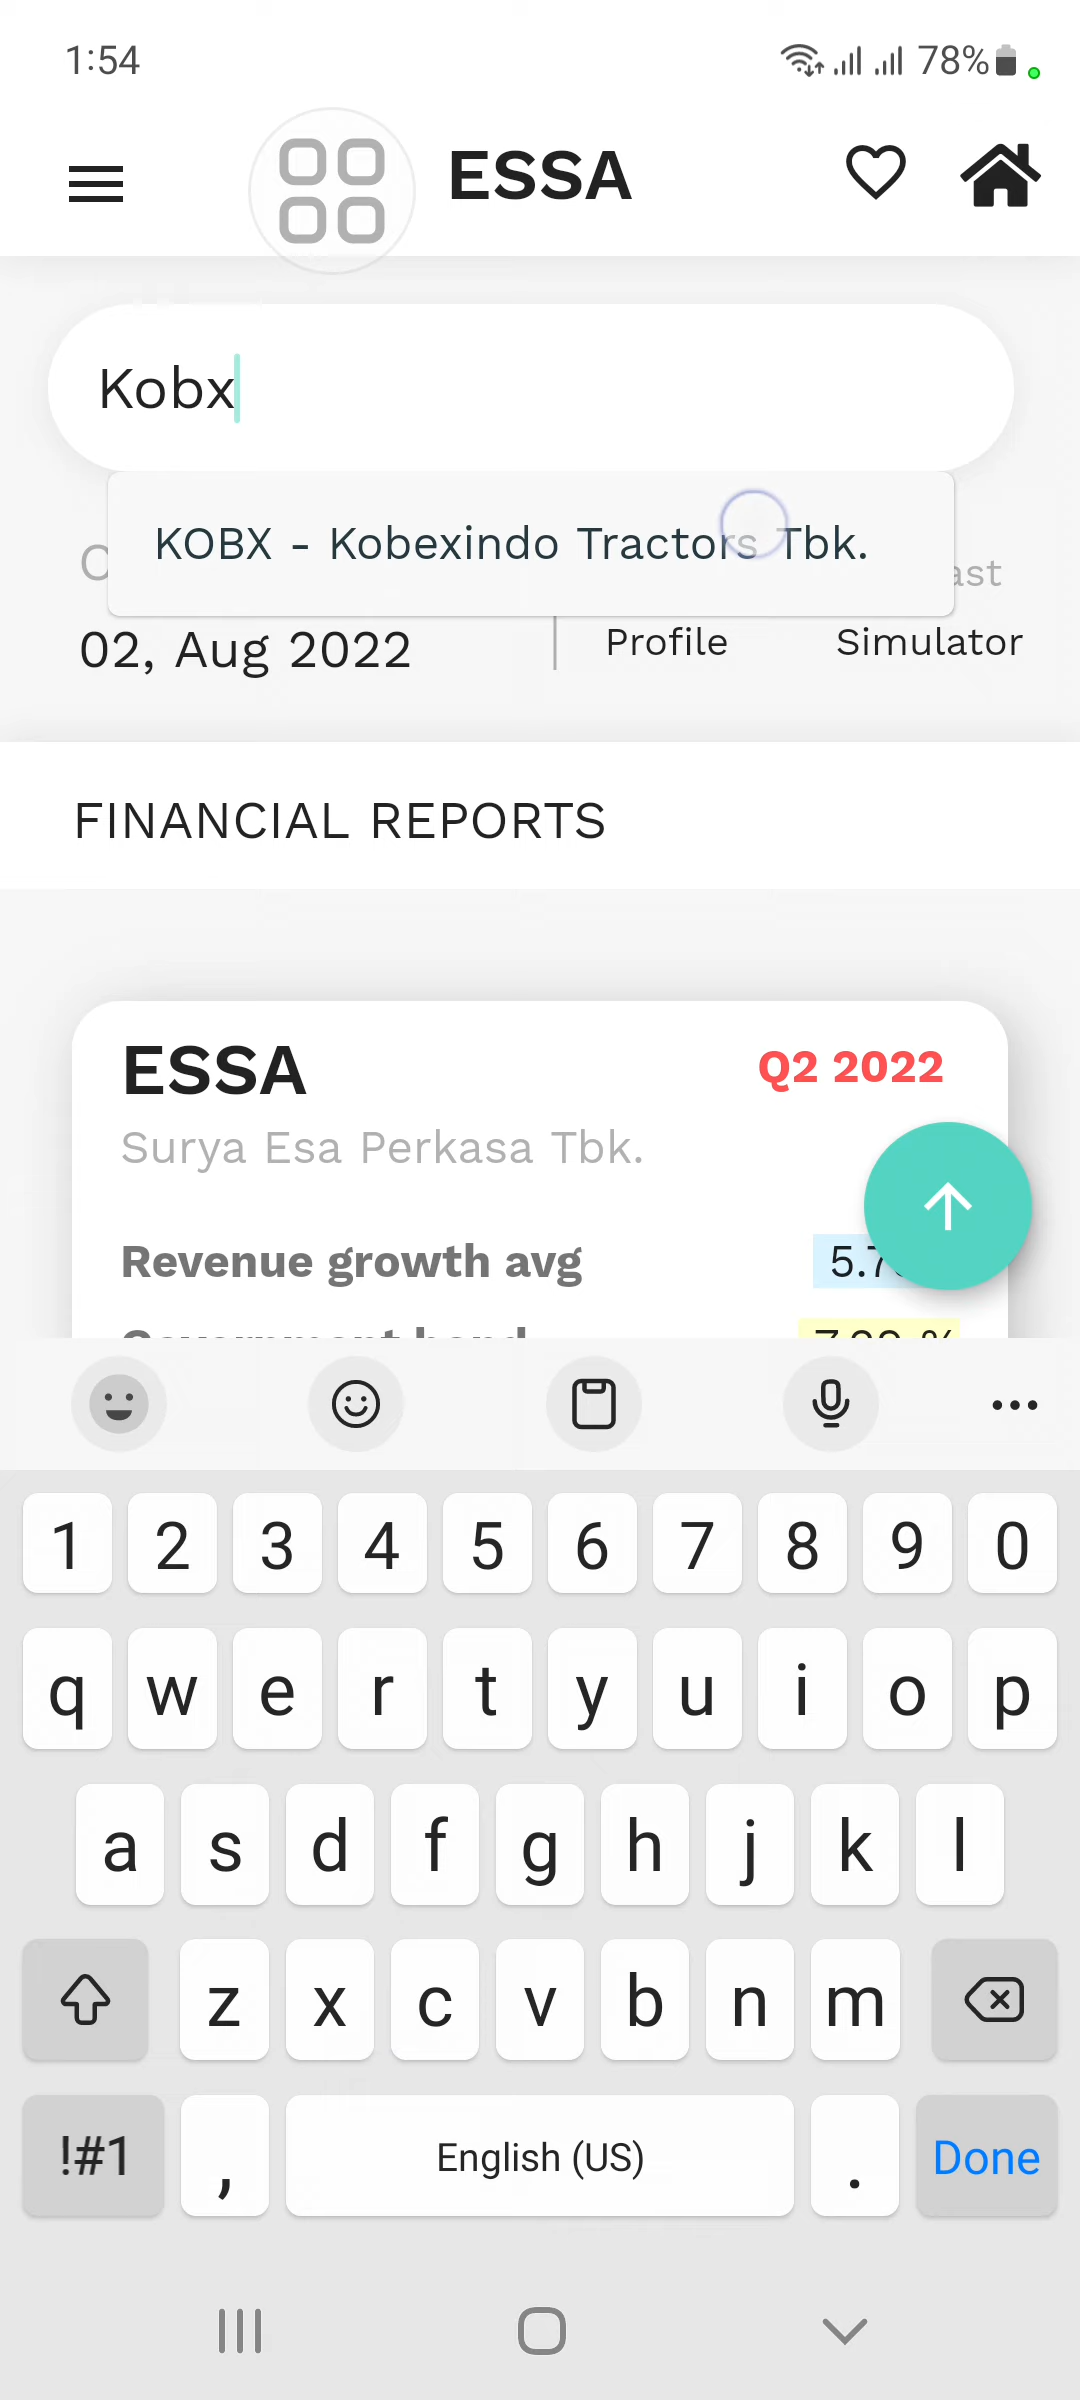 1:54
78%
ESSA
Kobx
KOBX - Kobexindo Tractors Tbk.
02, Aug 2022
Profile
Simulator
FINANCIAL REPORTS
ESSA
Q2 2022
Surya Esa Perkasa Tbk.
Revenue growth avg
1 2 3 4 5 6 7 8 9 0
q w e r t y u i o p
a s d f g h j k l
z x c v b n m
!#1 , English (US) . Done